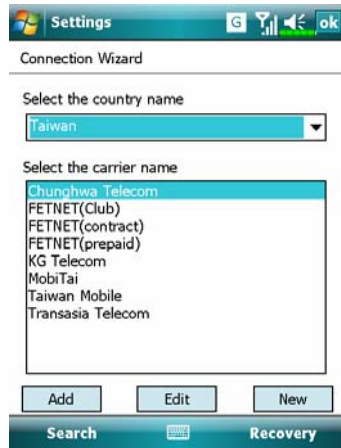 Settings
G
ok
Connection Wizard
Select the country name
Taiwan
Select the carrier name
Chunghwa Telecom
FETNET(Club)
FETNET(contract)
FETNET(prepaid)
KG Telecom
MobiTai
Taiwan Mobile
Transasia Telecom
Add Edit New
Search Recovery